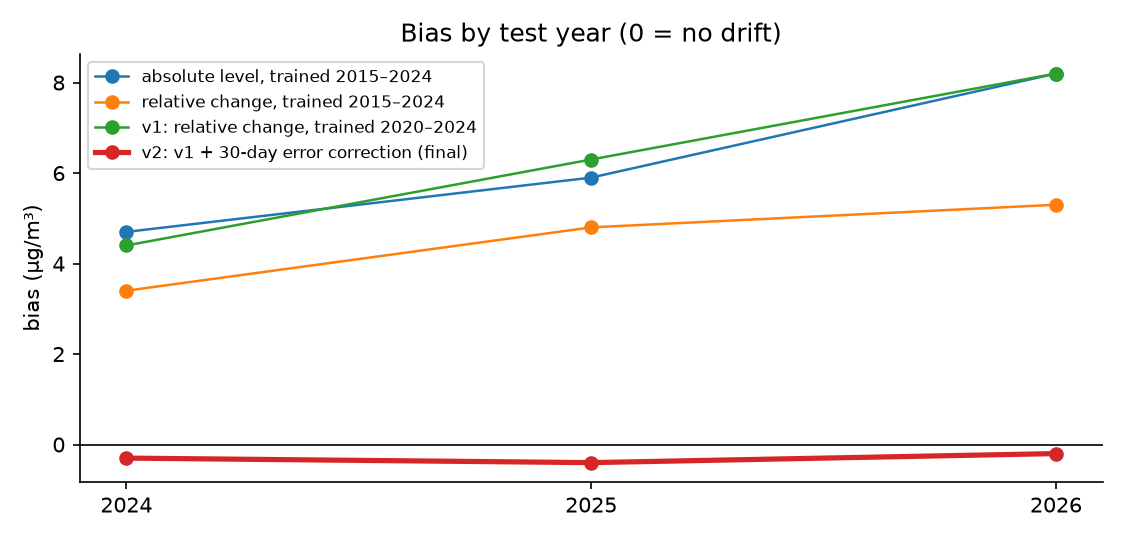 Bias by test year (0 = no drift)
absolute level, trained 2015–2024
relative change, trained 2015–2024
v1: relative change, trained 2020–2024
v2: v1 + 30-day error correction (final)
bias (µg/m³)
8
6
4
2
0
2024
2025
2026